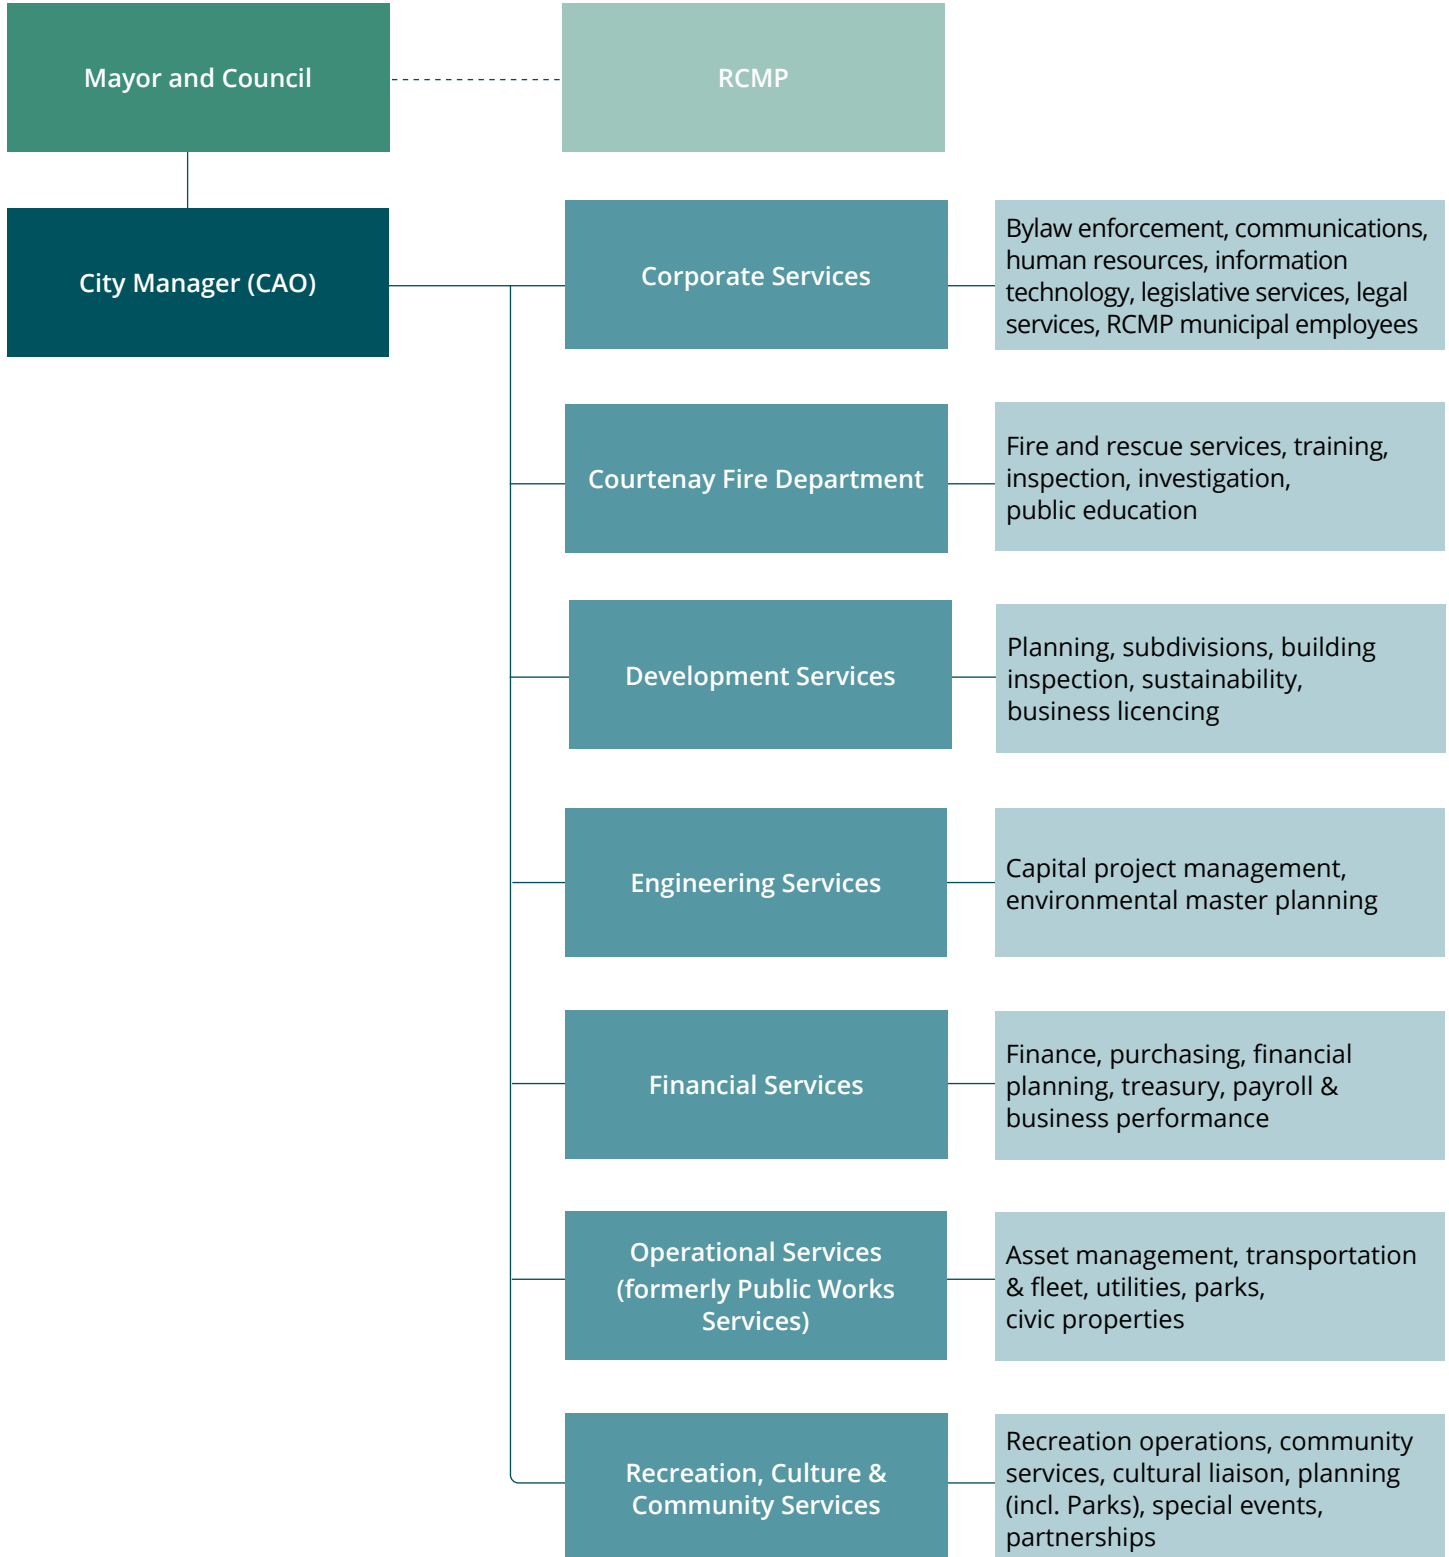 Mayor and Council
RCMP
City Manager (CAO)
Corporate Services
Bylaw enforcement, communications,
human resources, information
technology, legislative services, legal
services, RCMP municipal employees
Courtenay Fire Department
Fire and rescue services, training,
inspection, investigation,
public education
Development Services
Planning, subdivisions, building
inspection, sustainability,
business licencing
Engineering Services
Capital project management,
environmental master planning
Financial Services
Finance, purchasing, financial
planning, treasury, payroll &
business performance
Operational Services
(formerly Public Works
Services)
Asset management, transportation
& fleet, utilities, parks,
civic properties
Recreation, Culture &
Community Services
Recreation operations, community
services, cultural liaison, planning
(incl. Parks), special events,
partnerships